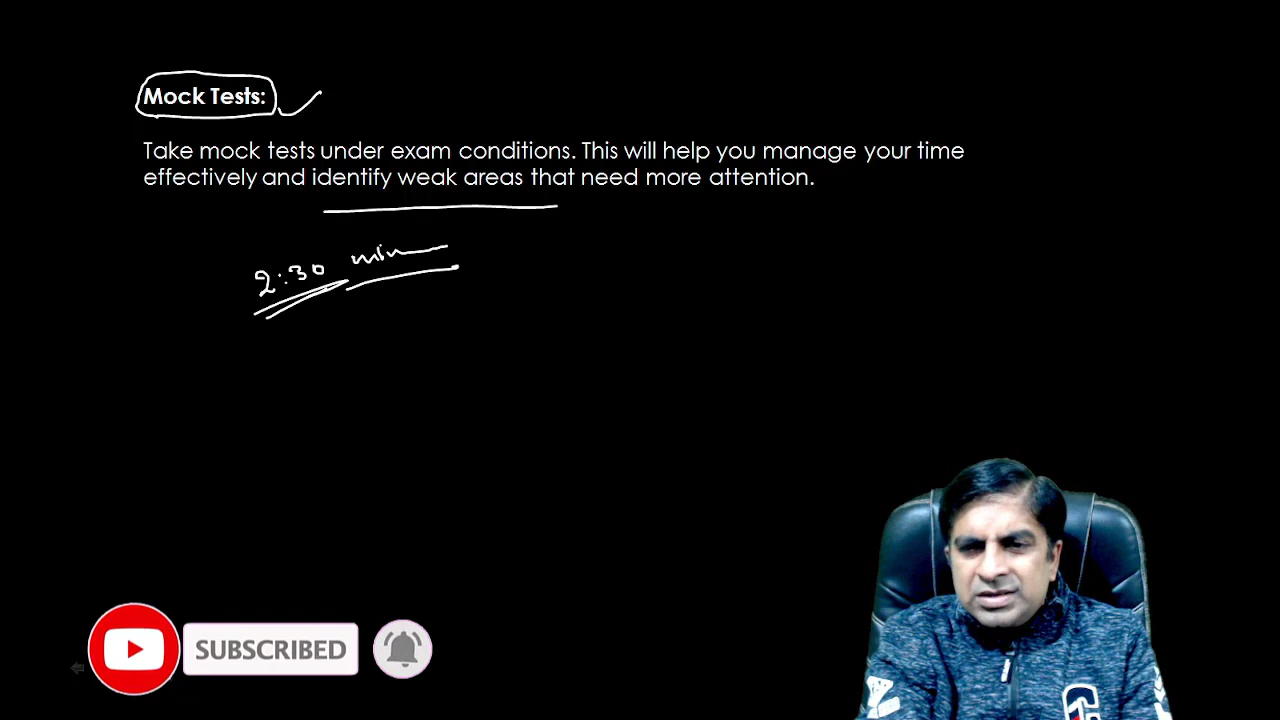 Mock Tests:
Take mock tests under exam conditions. This will help you manage your time
effectively and identify weak areas that need more attention.
2:30 min
SUBSCRIBED